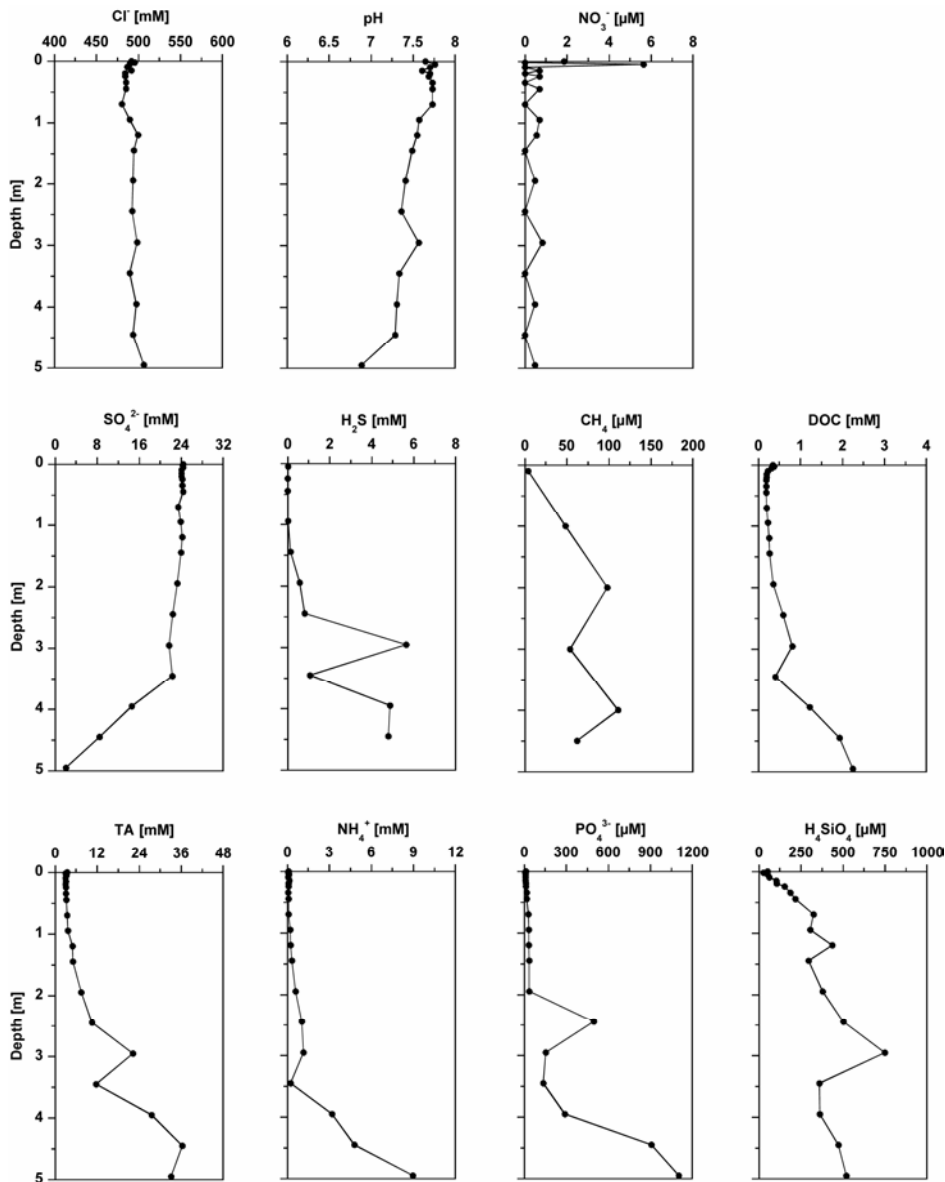 Cl⁻ [mM]
400 450 500 550 600
pH
6 6.5 7 7.5 8
NO₃⁻ [µM]
0 2 4 6 8
Depth [m]
0
1
2
3
4
5
SO₄²⁻ [mM]
0 8 16 24 32
H₂S [mM]
0 2 4 6 8
CH₄ [µM]
0 50 100 150 200
DOC [mM]
0 1 2 3 4
Depth [m]
0
1
2
3
4
5
TA [mM]
0 12 24 36 48
NH₄⁺ [mM]
0 3 6 9 12
PO₄³⁻ [µM]
0 300 600 900 1200
H₄SiO₄ [µM]
0 250 500 750 1000
Depth [m]
0
1
2
3
4
5